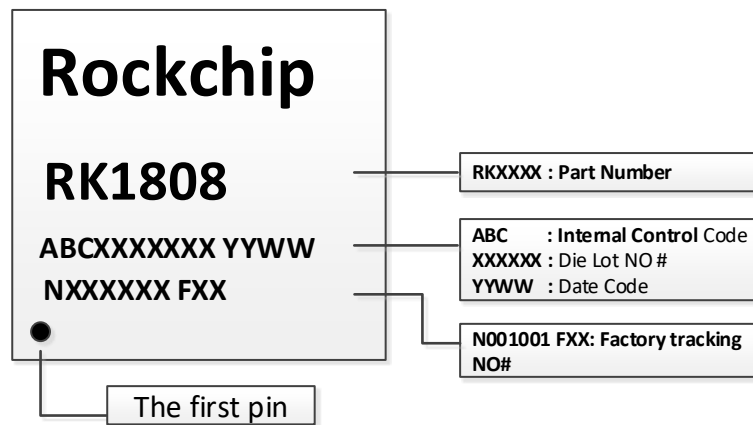 Rockchip
RK1808
ABCXXXXXXX YYWW
NXXXXXX FXX
RKXXXX : Part Number
ABC : Internal Control Code
XXXXXX : Die Lot NO #
YYWW : Date Code
N001001 FXX: Factory tracking
NO#
The first pin